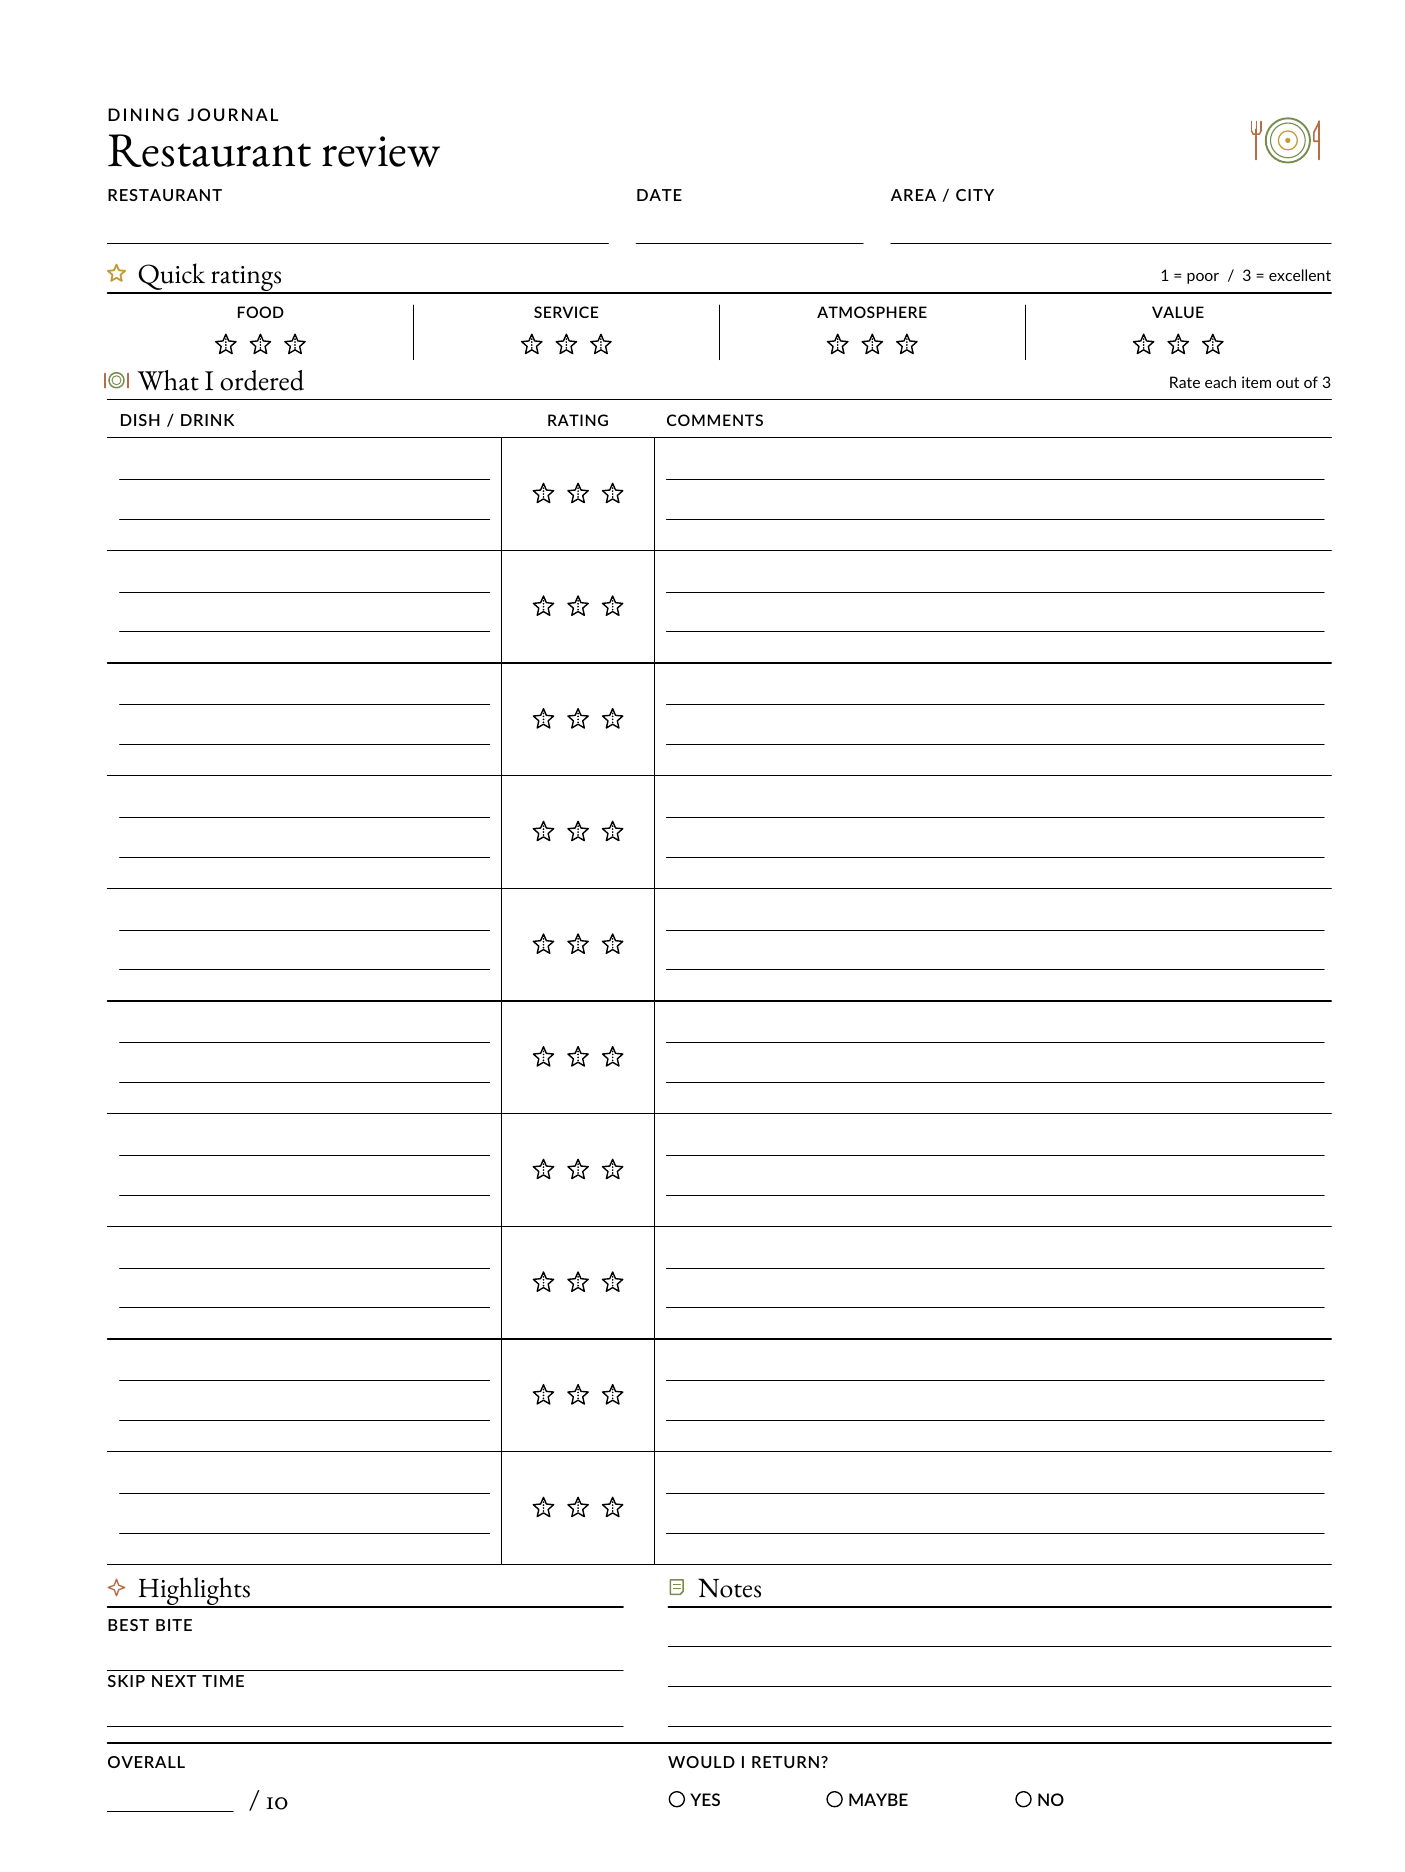 DINING JOURNAL
Restaurant review
RESTAURANT DATE AREA / CITY
Quick ratings 1 = poor / 3 = excellent
FOOD SERVICE ATMOSPHERE VALUE
What I ordered Rate each item out of 3
DISH / DRINK RATING COMMENTS
Highlights Notes
BEST BITE
SKIP NEXT TIME
OVERALL WOULD I RETURN?
/ 10 YES MAYBE NO